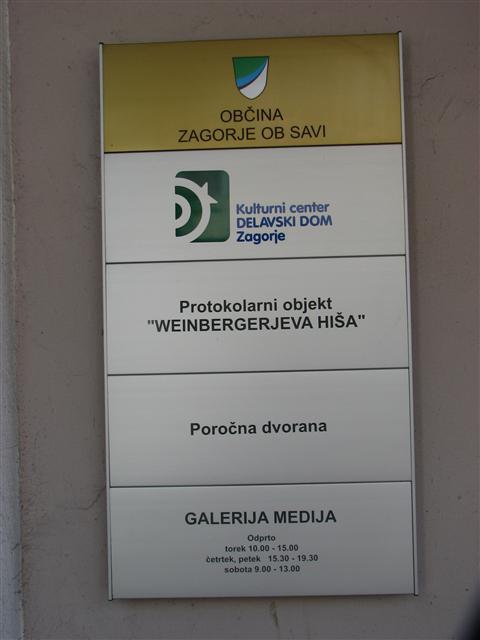 OBČINA
ZAGORJE OB SAVI
Kulturni center
DELAVSKI DOM
Zagorje
Protokolarni objekt
"WEINBERGERJEVA HIŠA"
Poročna dvorana
GALERIJA MEDIJA
Odprto
torek 10.00 - 15.00
četrtek, petek 15.30 - 19.30
sobota 9.00 - 13.00